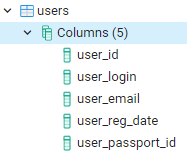 users
Columns (5)
user_id
user_login
user_email
user_reg_date
user_passport_id